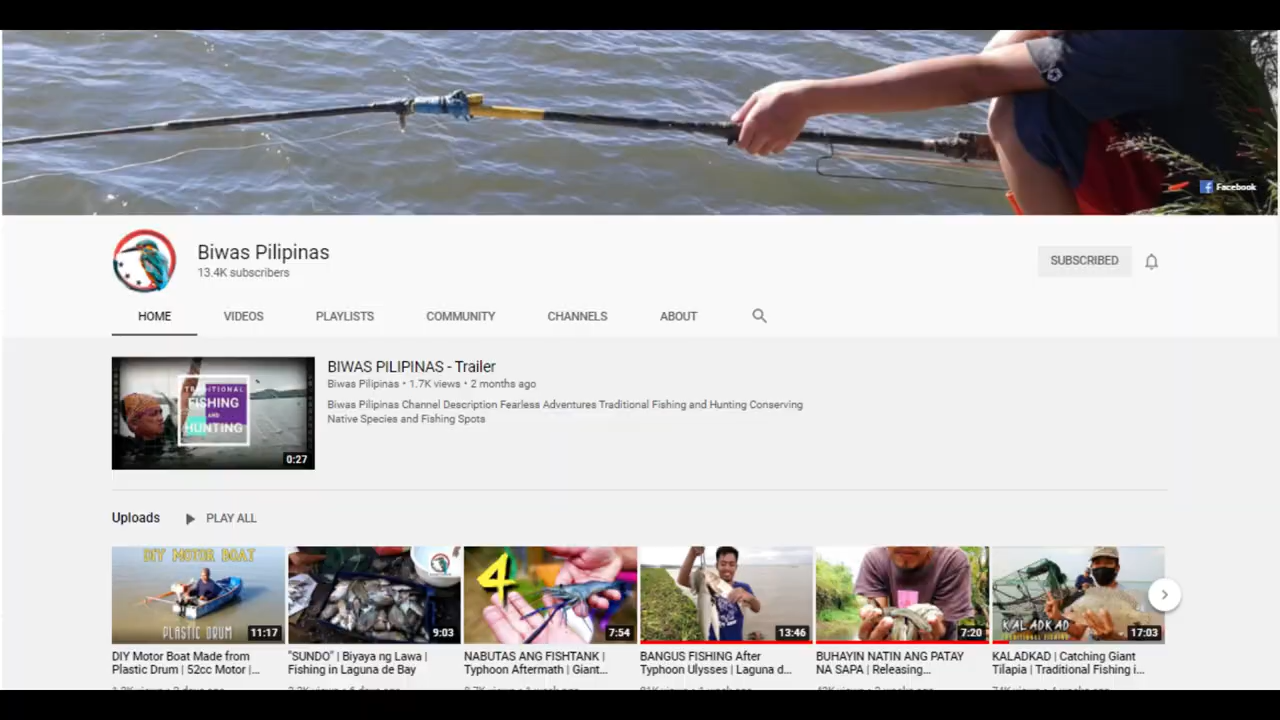 Facebook
Biwas Pilipinas
13.4K subscribers
SUBSCRIBED
HOME VIDEOS PLAYLISTS COMMUNITY CHANNELS ABOUT
TRADITIONAL
FISHING
AND
HUNTING
0:27
BIWAS PILIPINAS - Trailer
Biwas Pilipinas • 1.7K views • 2 months ago
Biwas Pilipinas Channel Description Fearless Adventures Traditional Fishing and Hunting Conserving
Native Species and Fishing Spots
Uploads PLAY ALL
DIY MOTOR BOAT
PLASTIC DRUM
11:17
9:03
4
7:54
13:46
7:20
KALADKAD
TRADITIONAL FISHING
17:03
DIY Motor Boat Made from
Plastic Drum | 52cc Motor |...
"SUNDO" | Biyaya ng Lawa |
Fishing in Laguna de Bay
NABUTAS ANG FISHTANK |
Typhoon Aftermath | Giant...
BANGUS FISHING After
Typhoon Ulysses | Laguna d...
BUHAYIN NATIN ANG PATAY
NA SAPA | Releasing...
KALADKAD | Catching Giant
Tilapia | Traditional Fishing i...